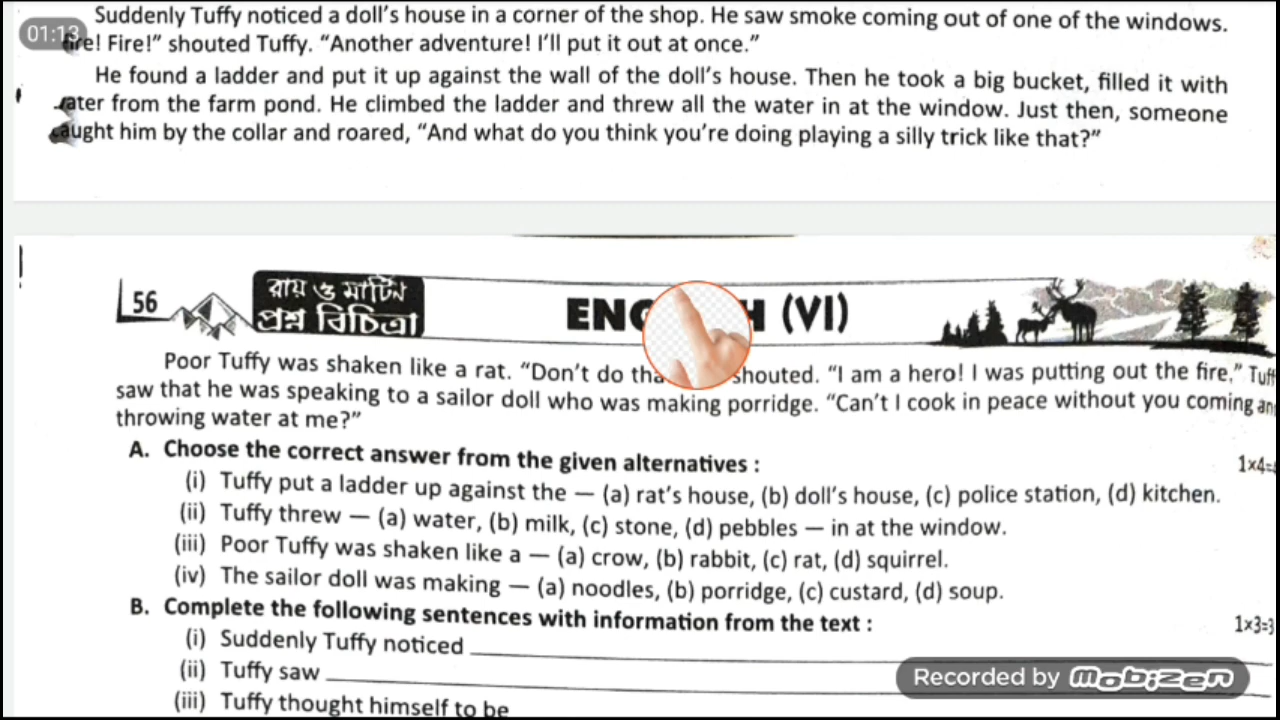 Suddenly Tuffy noticed a doll's house in a corner of the shop. He saw smoke coming out of one of the windows.
01:13
fire! Fire!" shouted Tuffy. "Another adventure! I'll put it out at once."
He found a ladder and put it up against the wall of the doll's house. Then he took a big bucket, filled it with
water from the farm pond. He climbed the ladder and threw all the water in at the window. Just then, someone
caught him by the collar and roared, "And what do you think you're doing playing a silly trick like that?"
56
রায় ও মার্টিন
প্রশ্ন বিচিত্রা
(VI)
Poor Tuffy was shaken like a rat. "Don't do shouted. "I am a hero! I was putting out the fire,"
saw that he was speaking to a sailor doll who was making porridge. "Can't I cook in peace without you coming
throwing water at me?"
A. Choose the correct answer from the given alternatives :
1×4=
(i) Tuffy put a ladder up against the — (a) rat's house, (b) doll's house, (c) police station, (d) kitchen.
(ii) Tuffy threw — (a) water, (b) milk, (c) stone, (d) pebbles — in at the window.
(iii) Poor Tuffy was shaken like a — (a) crow, (b) rabbit, (c) rat, (d) squirrel.
(iv) The sailor doll was making — (a) noodles, (b) porridge, (c) custard, (d) soup.
B. Complete the following sentences with information from the text :
1×3=3
(i) Suddenly Tuffy noticed
(ii) Tuffy saw
Recorded by mobizen
(iii) Tuffy thought himself to be